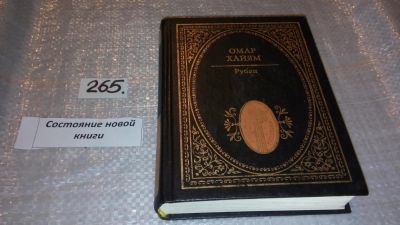 265.
Состояние новой
книги
ОМАР
ХАЙЯМ
Рубаи